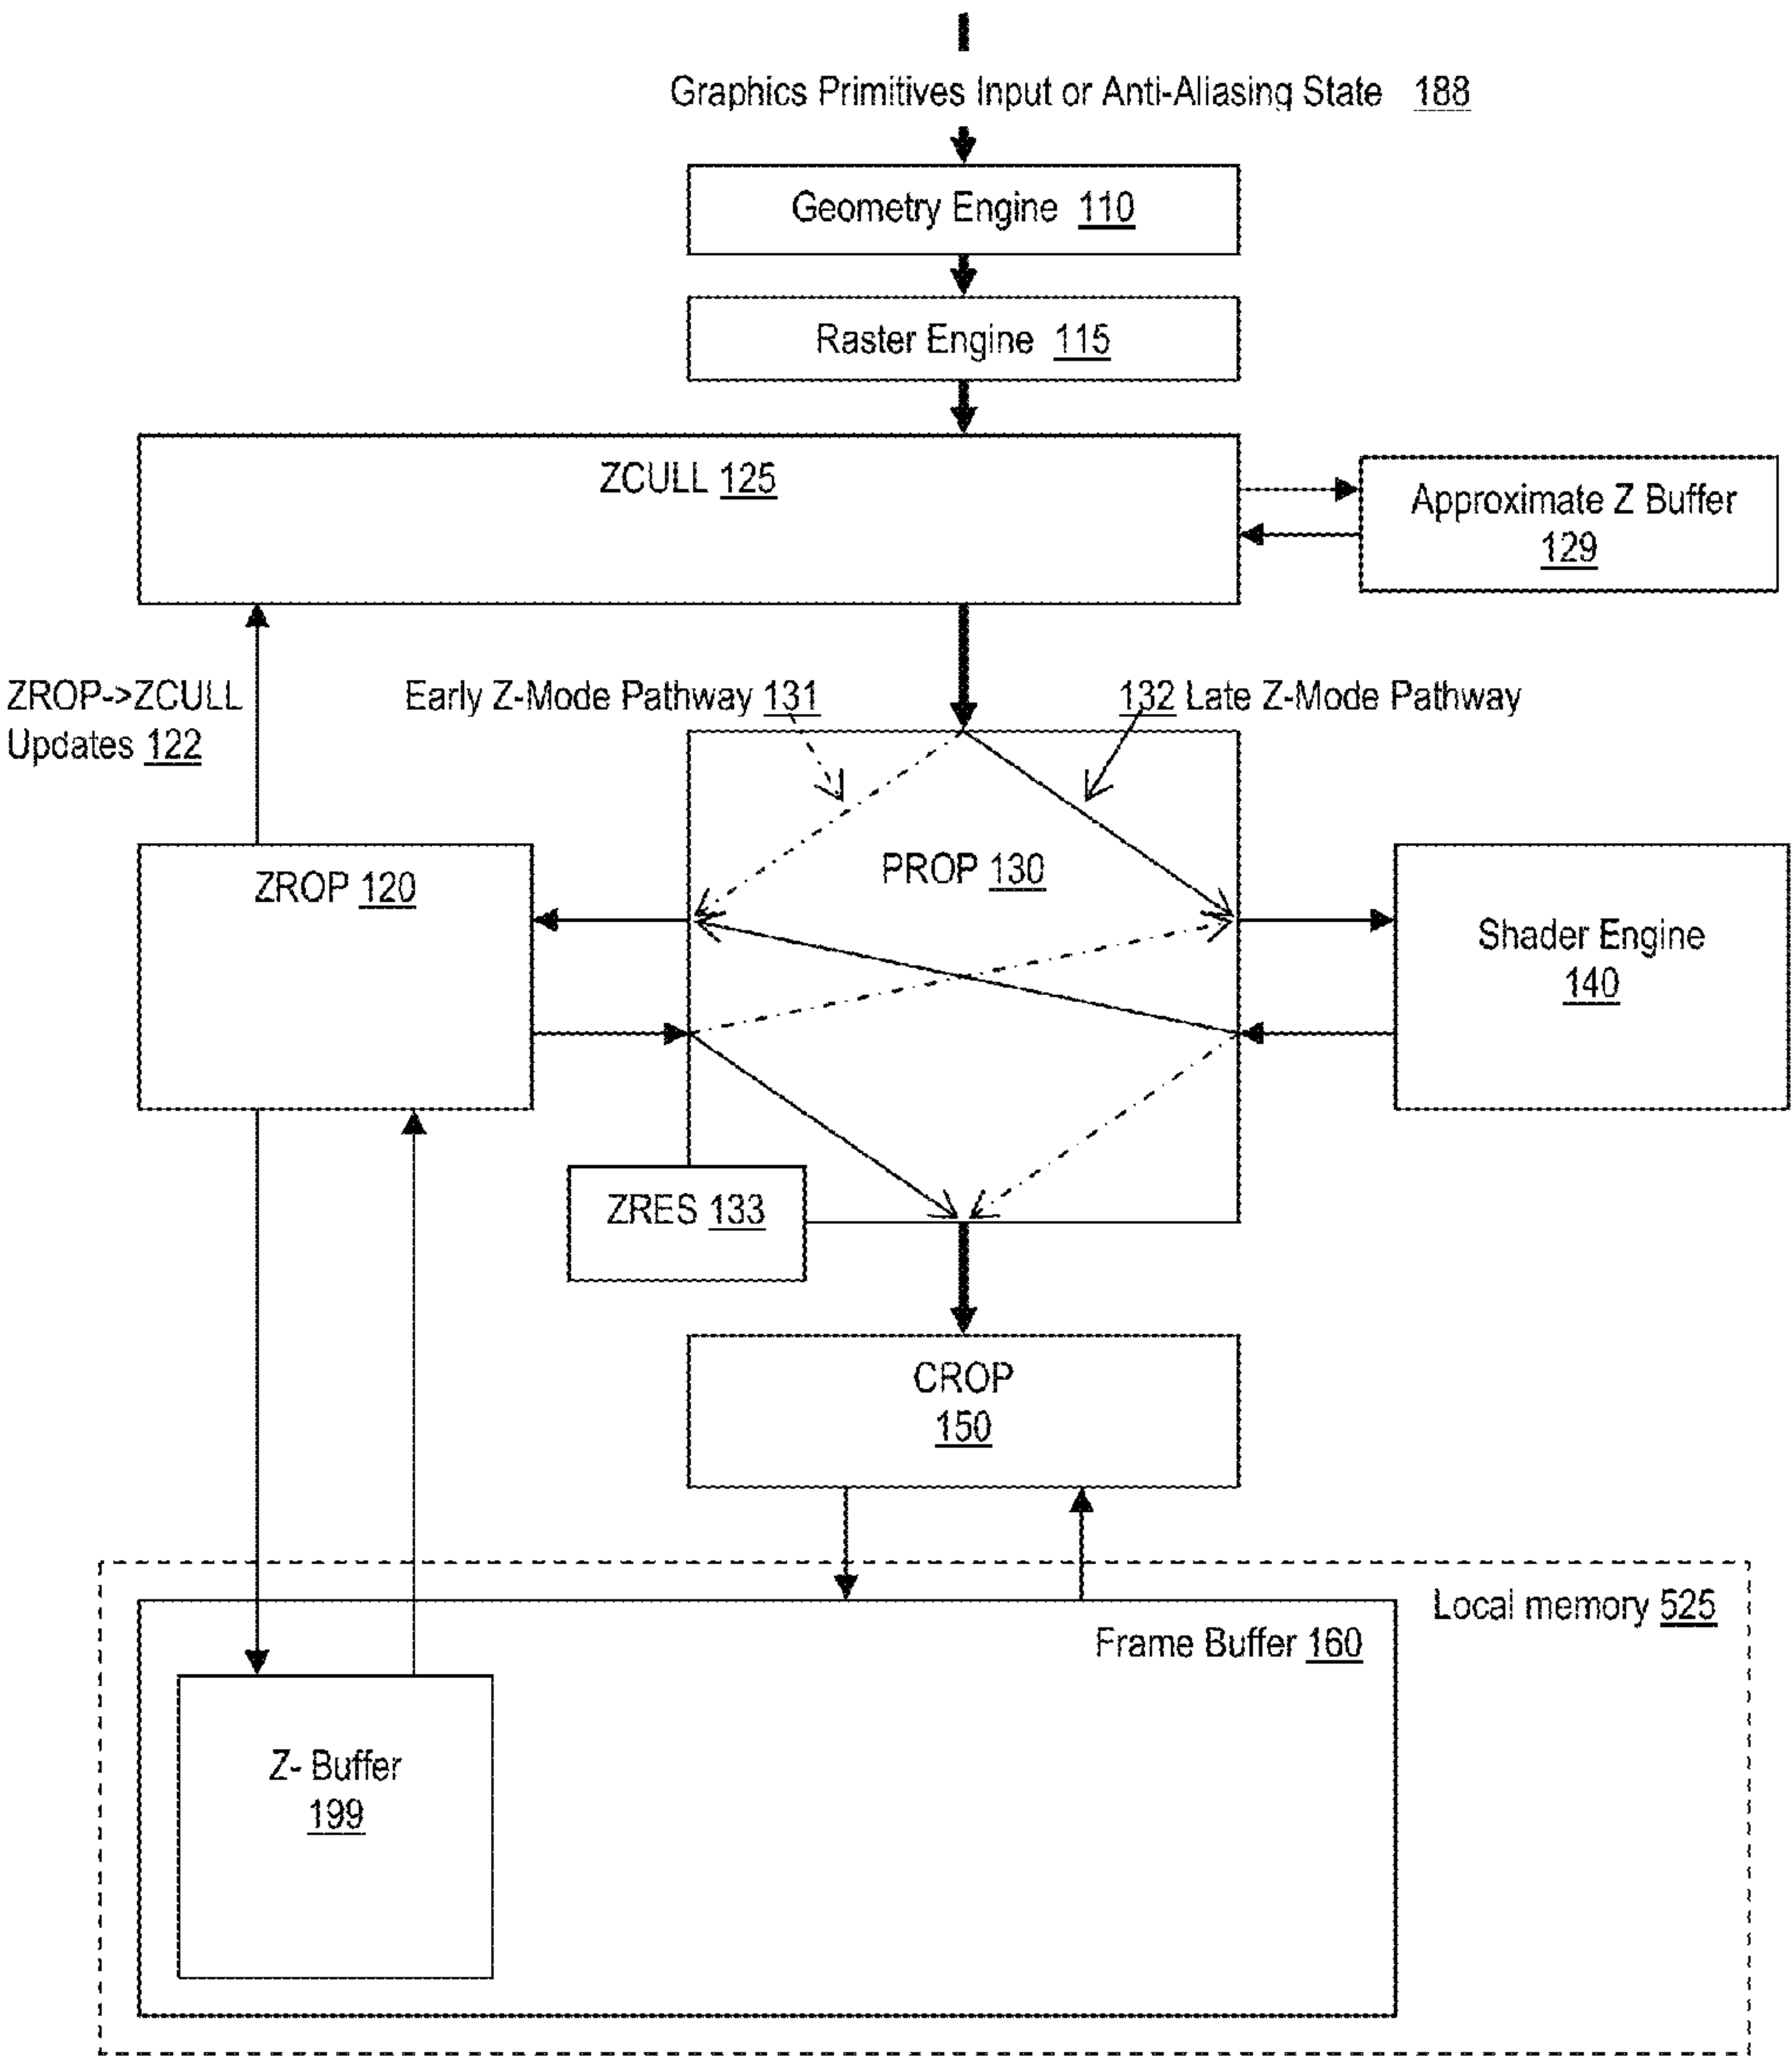 Graphics Primitives Input or Anti-Aliasing State 188
Geometry Engine 110
Raster Engine 115
ZCULL 125
Approximate Z Buffer
129
ZROP->ZCULL
Updates 122
Early Z-Mode Pathway 131
132 Late Z-Mode Pathway
ZROP 120
PROP 130
Shader Engine
140
ZRES 133
CROP
150
Local memory 525
Frame Buffer 160
Z- Buffer
199